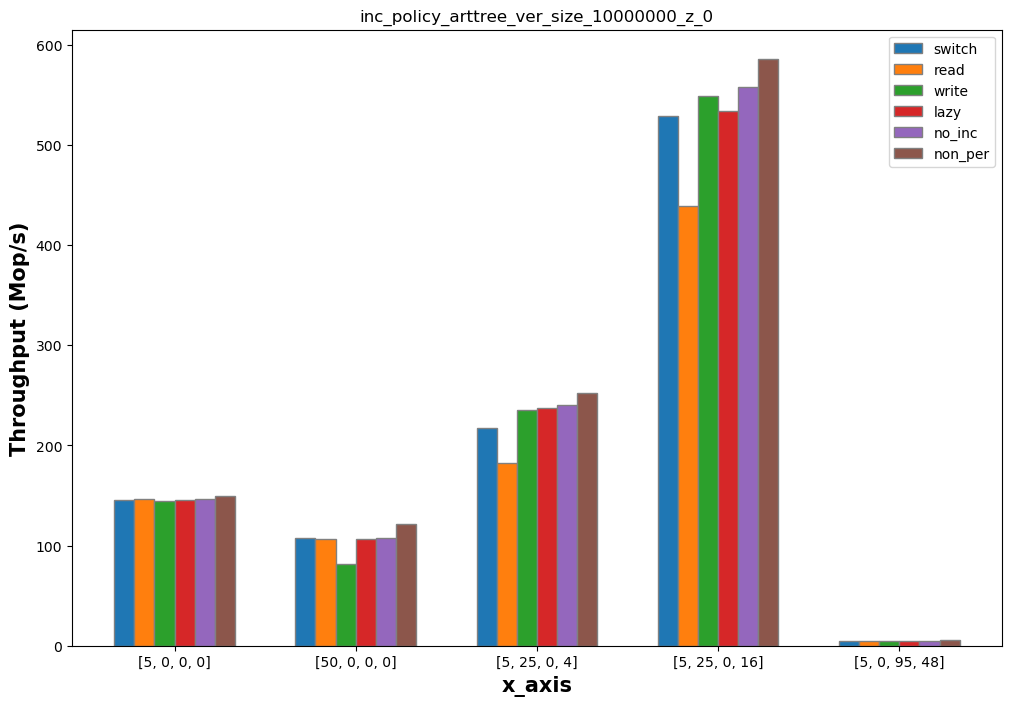 inc_policy_arttree_ver_size_10000000_z_0
600
500
400
300
200
100
0
Throughput (Mop/s)
switch
read
write
lazy
no_inc
non_per
[5, 0, 0, 0]
[50, 0, 0, 0]
[5, 25, 0, 4]
[5, 25, 0, 16]
[5, 0, 95, 48]
x_axis